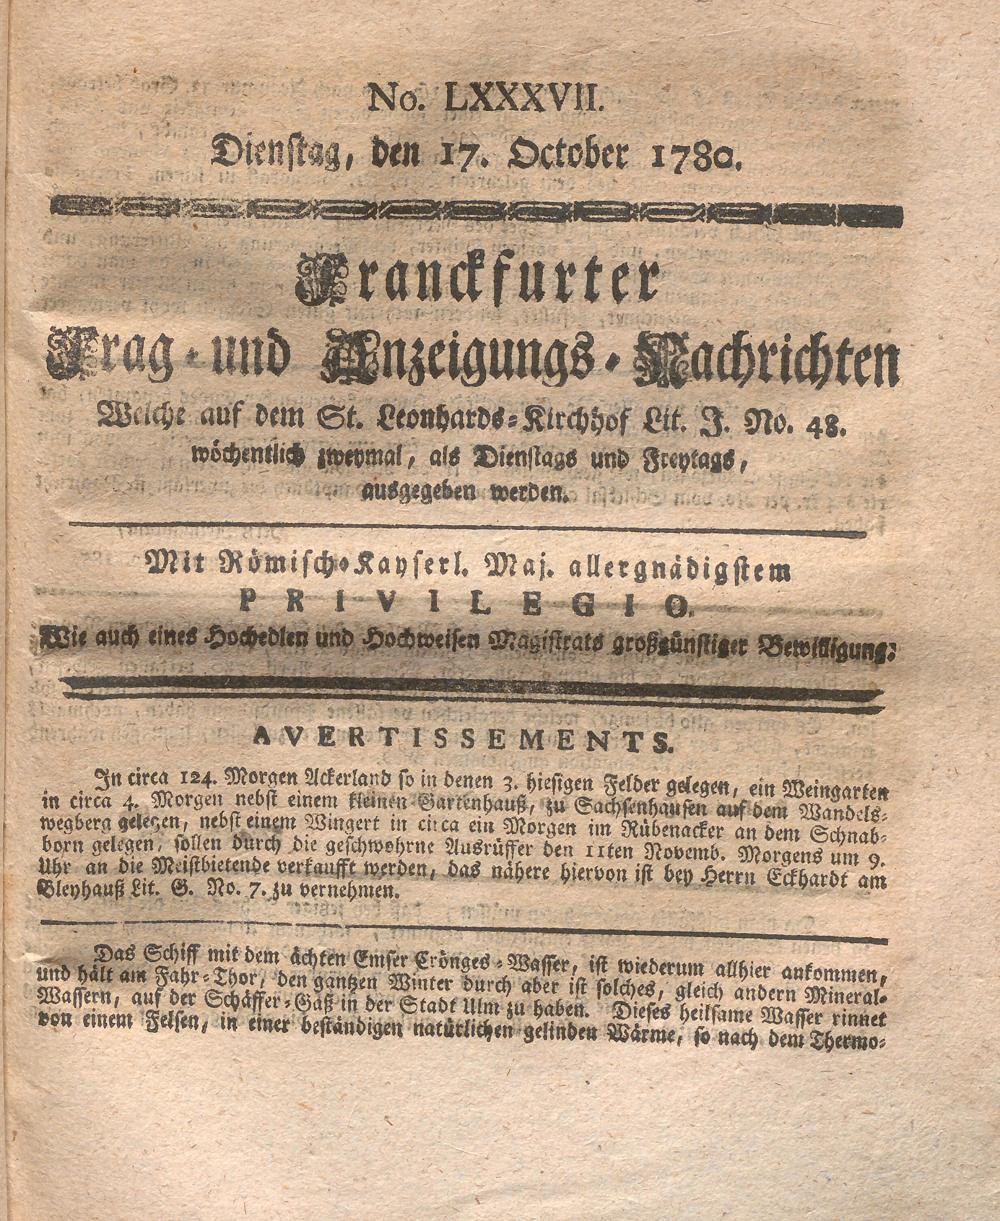 No. LXXXVII.
Dienstag, den 17. October 1780.
Franckfurter
Frag- und Anzeigungs-Nachrichten
Welche auf dem St. Leonhards-Kirchhof Lit. J. No. 48.
wöchentlich zweymal, als Dienstags und Freytags,
ausgegeben werden.
Mit Römisch-Kayserl. Maj. allergnädigstem
PRIVILEGIO.
Wie auch eines Hochedlen und Hochweisen Magistrats großgünstiger Bewilligung:
AVERTISSEMENTS.
In circa 124. Morgen Ackerland so in denen 3. hiesigen Felder gelegen, ein Weingarten
in circa 4. Morgen nebst einem kleinen Gartenhauß, zu Sachsenhausen auf dem Wandels-
wegberg gelegen, nebst einem Wingert in circa ein Morgen im Rübenacker an dem Schnab-
born gelegen, sollen durch die geschwohrne Ausrüffer den 11ten Novemb. Morgens um 9.
Uhr an die Meistbietende verkaufft werden, das nähere hiervon ist bey Herrn Eckhardt am
Bleyhauß Lit. G. No. 7. zu vernehmen.
Das Schiff mit dem ächten Emser Crönges-Wasser, ist wiederum allhier ankommen,
und hält am Fahr-Thor, den gantzen Winter durch aber ist solches, gleich andern Mineral-
Wassern, auf der Schäffer-Gaß in der Stadt Ulm zu haben. Dieses heilsame Wasser rinnet
von einem Felsen, in einer beständigen natürlichen gelinden Wärme, so nach dem Thermo-